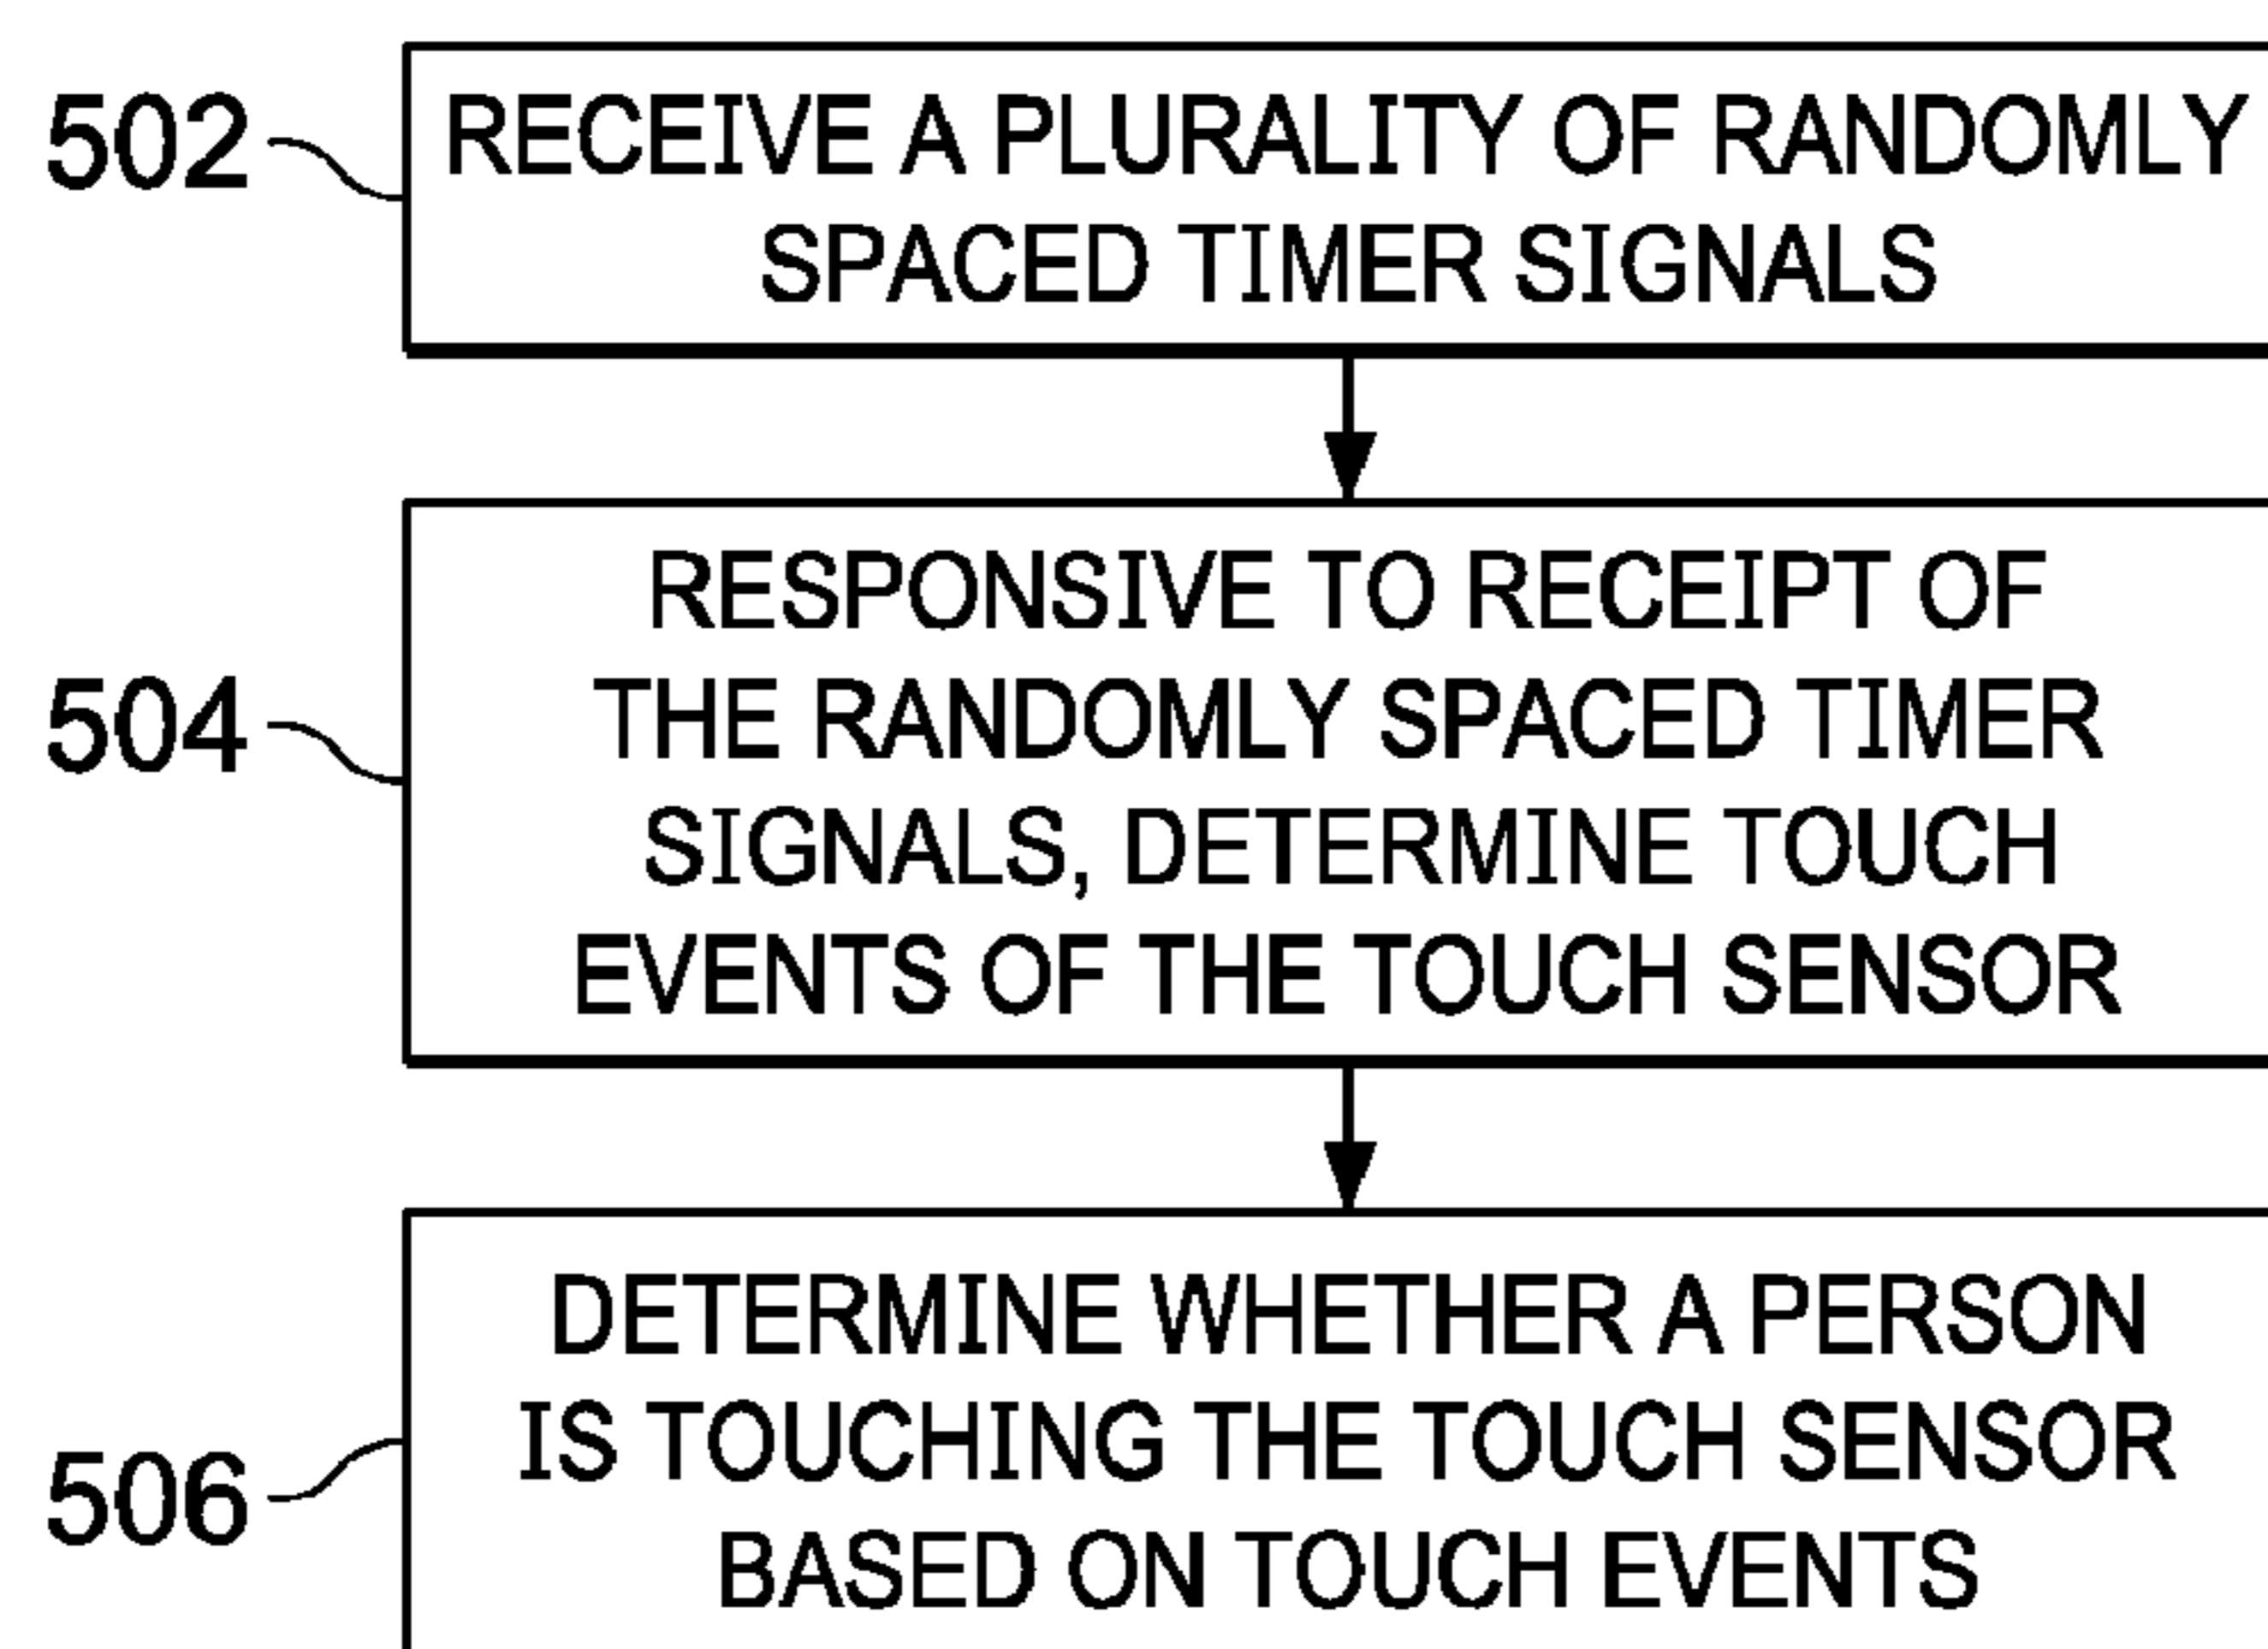 502
RECEIVE A PLURALITY OF RANDOMLY
SPACED TIMER SIGNALS
504
RESPONSIVE TO RECEIPT OF
THE RANDOMLY SPACED TIMER
SIGNALS, DETERMINE TOUCH
EVENTS OF THE TOUCH SENSOR
506
DETERMINE WHETHER A PERSON
IS TOUCHING THE TOUCH SENSOR
BASED ON TOUCH EVENTS